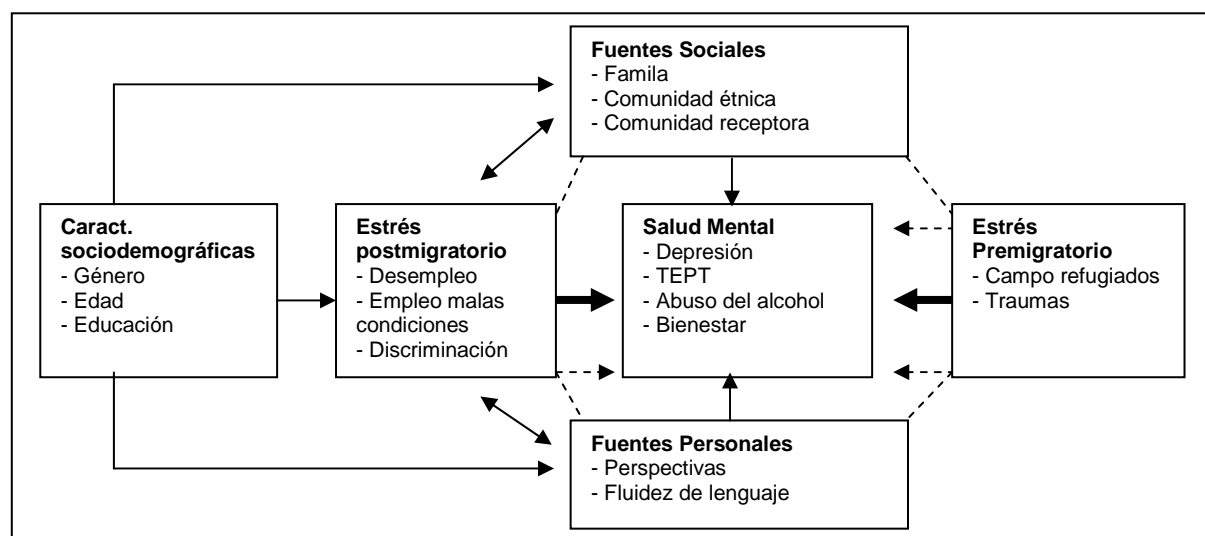 Fuentes Sociales
- Famila
- Comunidad étnica
- Comunidad receptora
Caract.
sociodemográficas
- Género
- Edad
- Educación
Estrés
postmigratorio
- Desempleo
- Empleo malas
condiciones
- Discriminación
Salud Mental
- Depresión
- TEPT
- Abuso del alcohol
- Bienestar
Estrés
Premigratorio
- Campo refugiados
- Traumas
Fuentes Personales
- Perspectivas
- Fluidez de lenguaje